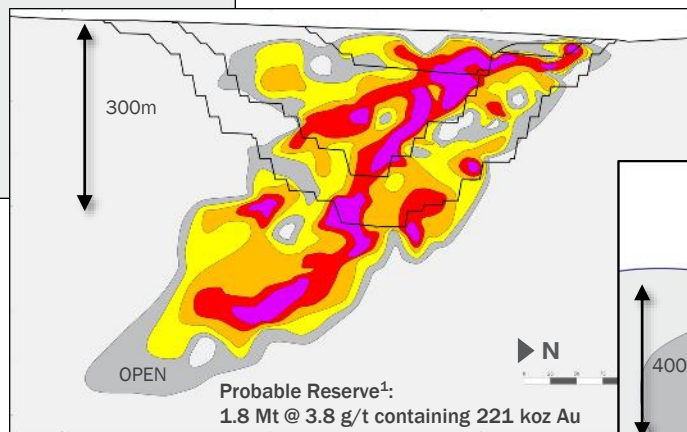 300m
N
400
OPEN
Probable Reserve¹:
1.8 Mt @ 3.8 g/t containing 221 koz Au